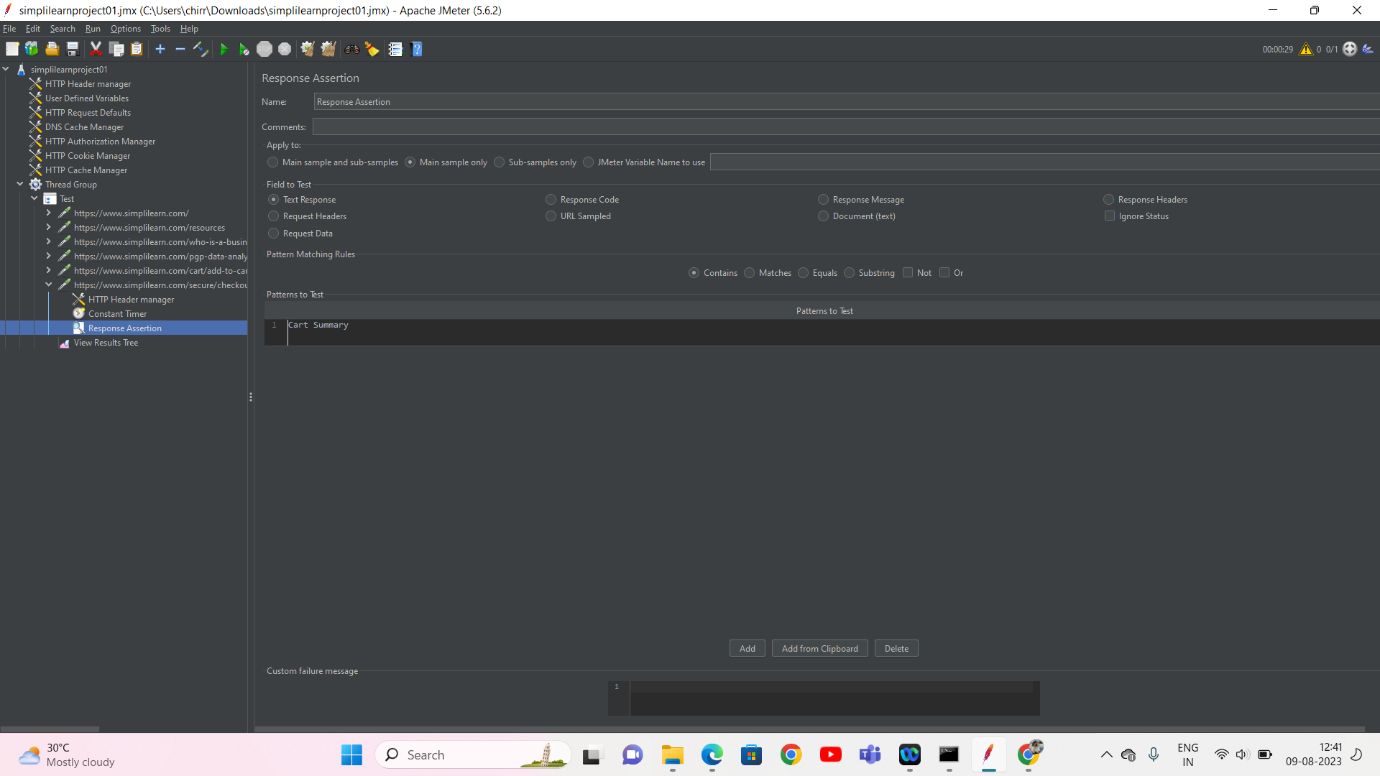 simplilearnproject01.jmx (C:\Users\chirr\Downloads\simplilearnproject01.jmx) - Apache JMeter (5.6.2)
File Edit Search Run Options Tools Help
00:00:29 0 0/1
simplilearnproject01
HTTP Header manager
User Defined Variables
HTTP Request Defaults
DNS Cache Manager
HTTP Authorization Manager
HTTP Cookie Manager
HTTP Cache Manager
Thread Group
Test
https://www.simplilearn.com/
https://www.simplilearn.com/resources
https://www.simplilearn.com/who-is-a-busin
https://www.simplilearn.com/pgp-data-analy
https://www.simplilearn.com/cart/add-to-car
https://www.simplilearn.com/secure/checkou
HTTP Header manager
Constant Timer
Response Assertion
View Results Tree
Response Assertion
Name: Response Assertion
Comments:
Apply to:
Main sample and sub-samples Main sample only Sub-samples only JMeter Variable Name to use
Field to Test
Text Response Response Code Response Message Response Headers
Request Headers URL Sampled Document (text) Ignore Status
Request Data
Pattern Matching Rules
Contains Matches Equals Substring Not Or
Patterns to Test
Patterns to Test
1 Cart Summary
Add Add from Clipboard Delete
Custom failure message
1
30°C
Mostly cloudy
Search
ENG
IN
12:41
09-08-2023